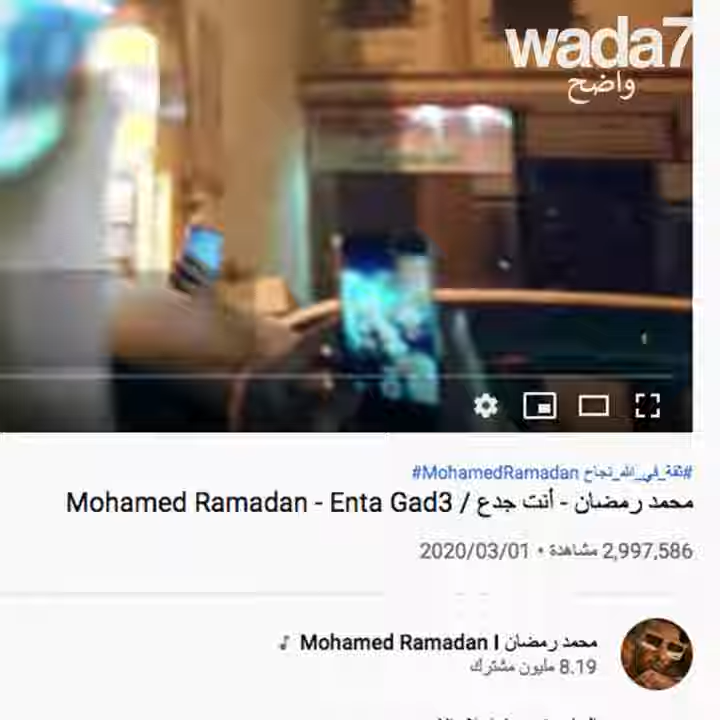 wada7
واضح
#ثقة_في_الله_نجاح #MohamedRamadan
محمد رمضان - أنت جدع / Mohamed Ramadan - Enta Gad3
2,997,586 مشاهدة • 2020/03/01
محمد رمضان I Mohamed Ramadan ♪
8.19 مليون مشترك